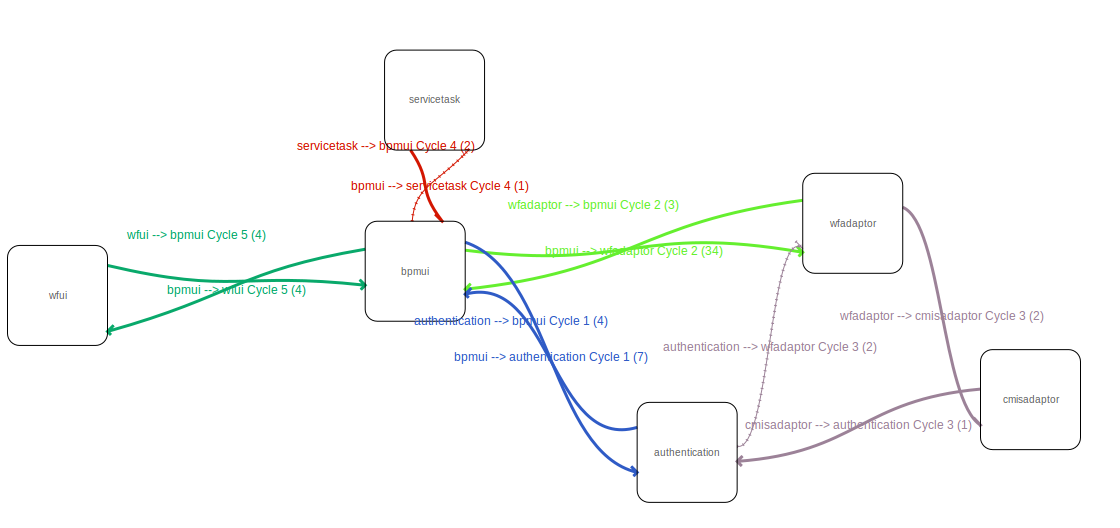 servicetask
servicetask --> bpmui Cycle 4 (2)
bpmui --> servicetask Cycle 4 (1)
wfadaptor --> bpmui Cycle 2 (3)
wfadaptor
wfui --> bpmui Cycle 5 (4)
bpmui --> wfadaptor Cycle 2 (34)
bpmui
bpmui --> wfui Cycle 5 (4)
wfui
wfadaptor --> cmisadaptor Cycle 3 (2)
authentication --> bpmui Cycle 1 (4)
authentication --> wfadaptor Cycle 3 (2)
bpmui --> authentication Cycle 1 (7)
cmisadaptor
cmisadaptor --> authentication Cycle 3 (1)
authentication